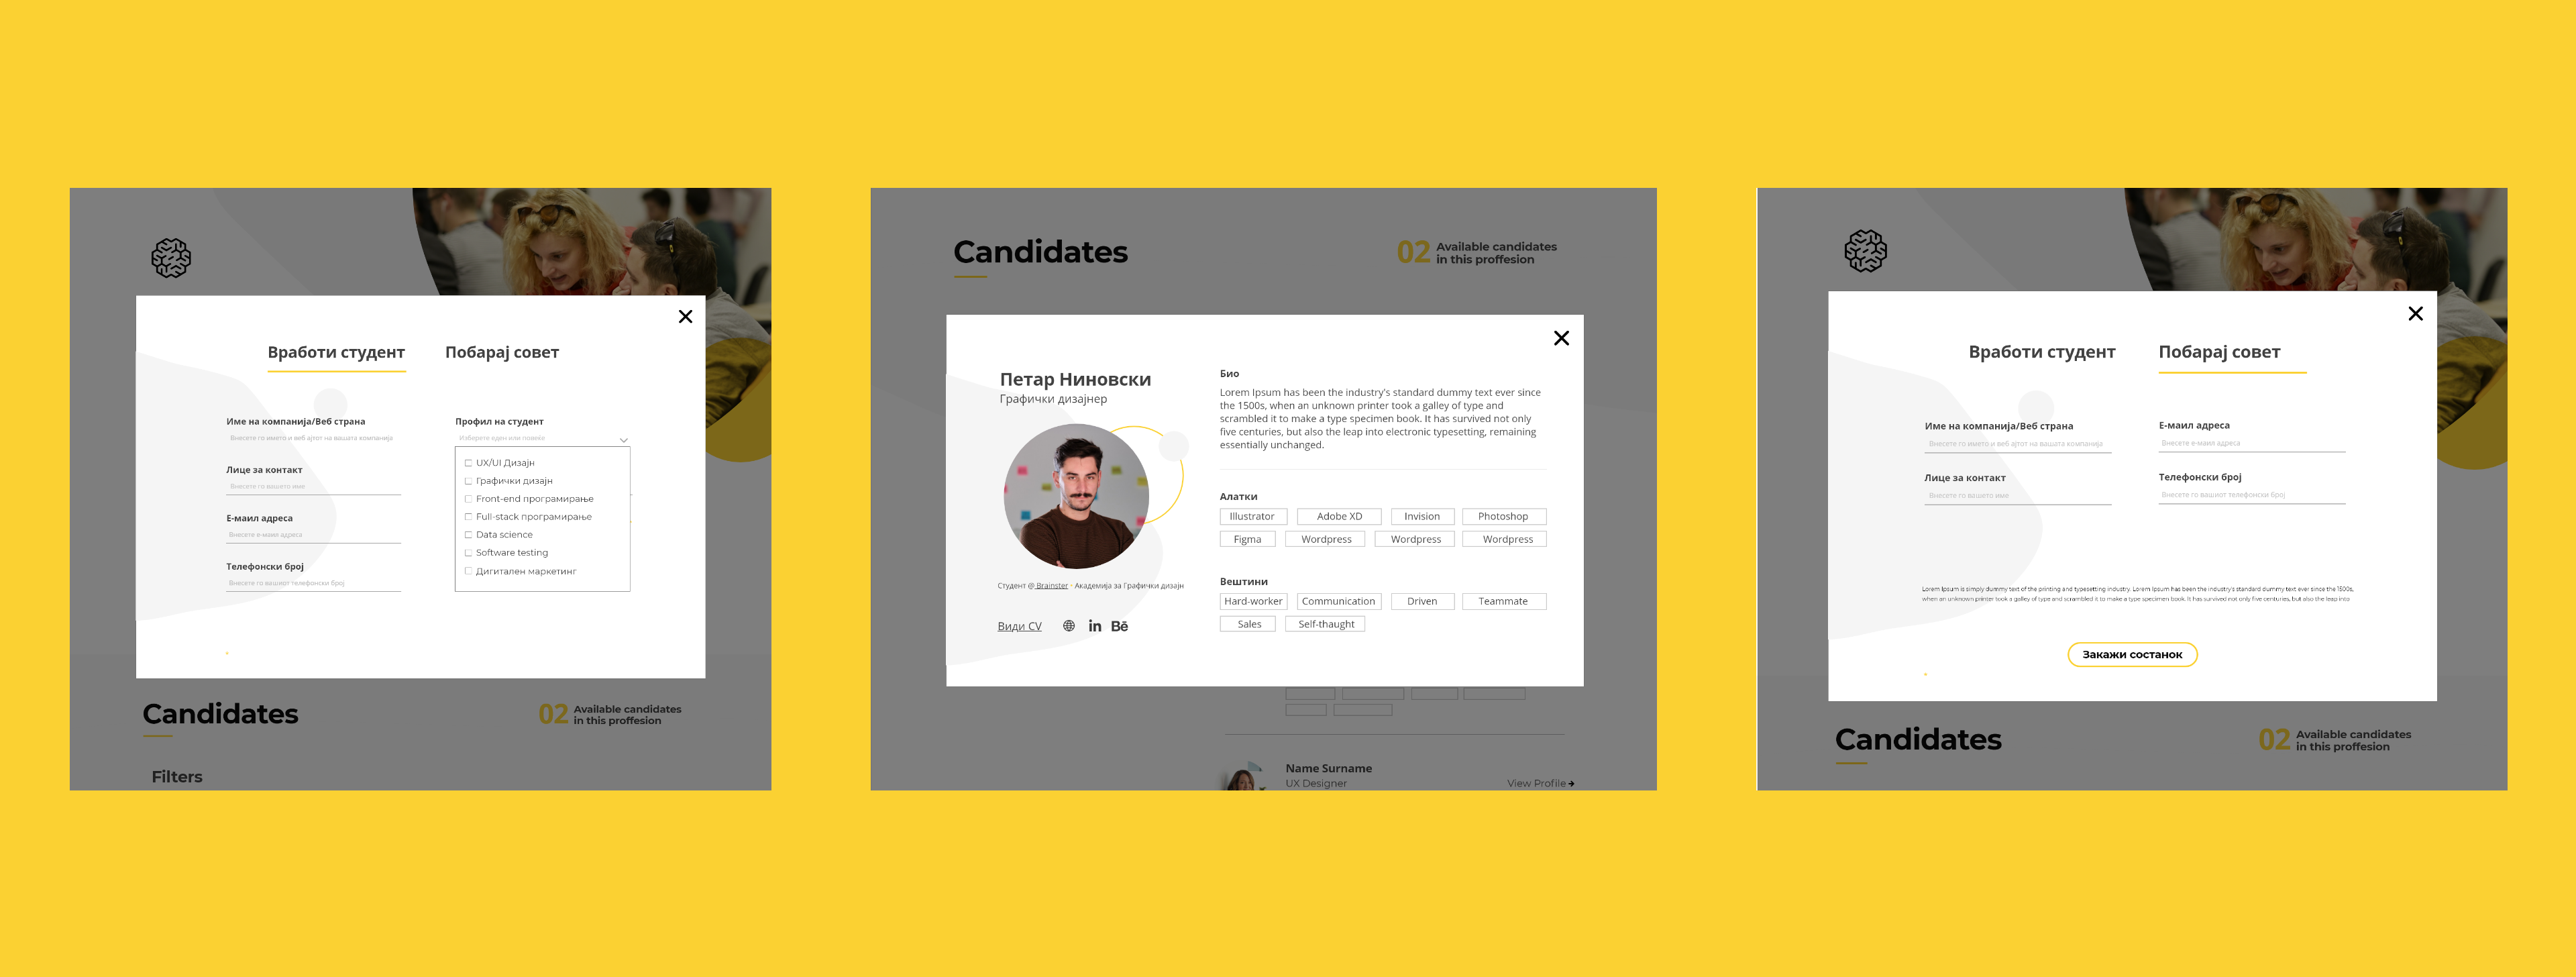 Вработи студент
Побарај совет
Име на компанија/Веб страна
Внесете го името и веб ајтот на вашата компанија
Лице за контакт
Внесете го вашето име
Е-маил адреса
Внесете е-маил адреса
Телефонски број
Внесете го вашиот телефонски број
Профил на студент
Изберете еден или повеќе
UX/UI Дизајн
Графички дизајн
Front-end програмирање
Full-stack програмирање
Data science
Software testing
Дигитален маркетинг
Candidates
02 Available candidates
in this proffesion
Filters
Candidates
02 Available candidates
in this proffesion
Петар Ниновски
Графички дизајнер
Студент @ Brainster - Академија за Графички дизајн
Види CV
in Bē
Био
Lorem Ipsum has been the industry's standard dummy text ever since
the 1500s, when an unknown printer took a galley of type and
scrambled it to make a type specimen book. It has survived not only
five centuries, but also the leap into electronic typesetting, remaining
essentially unchanged.
Алатки
Illustrator Adobe XD Invision Photoshop
Figma Wordpress Wordpress Wordpress
Вештини
Hard-worker Communication Driven Teammate
Sales Self-thaught
Name Surname
UX Designer
View Profile
Вработи студент
Побарај совет
Име на компанија/Веб страна
Внесете го името и веб ајтот на вашата компанија
Е-маил адреса
Внесете е-маил адреса
Лице за контакт
Внесете го вашето име
Телефонски број
Внесете го вашиот телефонски број
Lorem Ipsum is simply dummy text of the printing and typesetting industry. Lorem Ipsum has been the industry's standard dummy text ever since the 1500s,
when an unknown printer took a galley of type and scrambled it to make a type specimen book. It has survived not only five centuries, but also the leap into
Закажи состанок
Candidates
02 Available candidates
in this proffesion